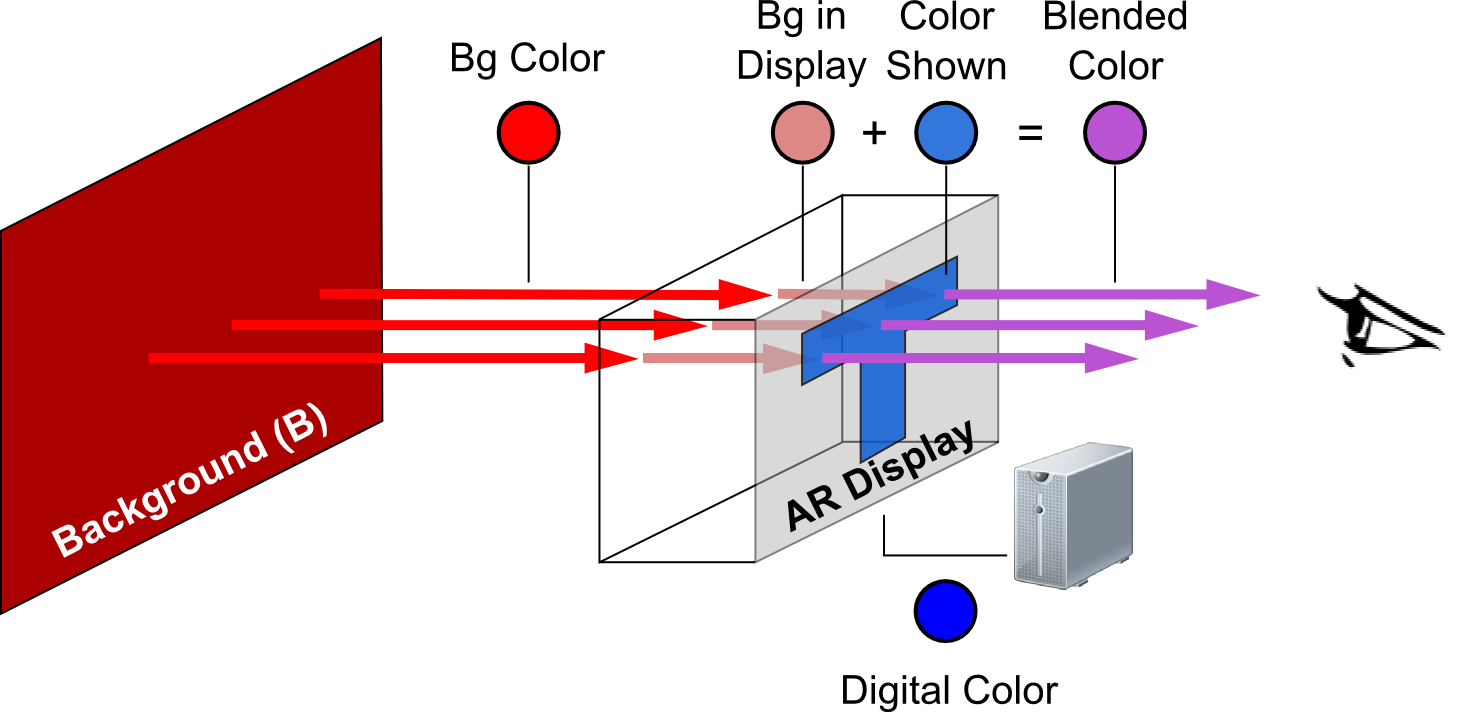 Bg Color
Bg in
Display
+
Color
Shown
=
Blended
Color
Background (B)
AR Display
Digital Color